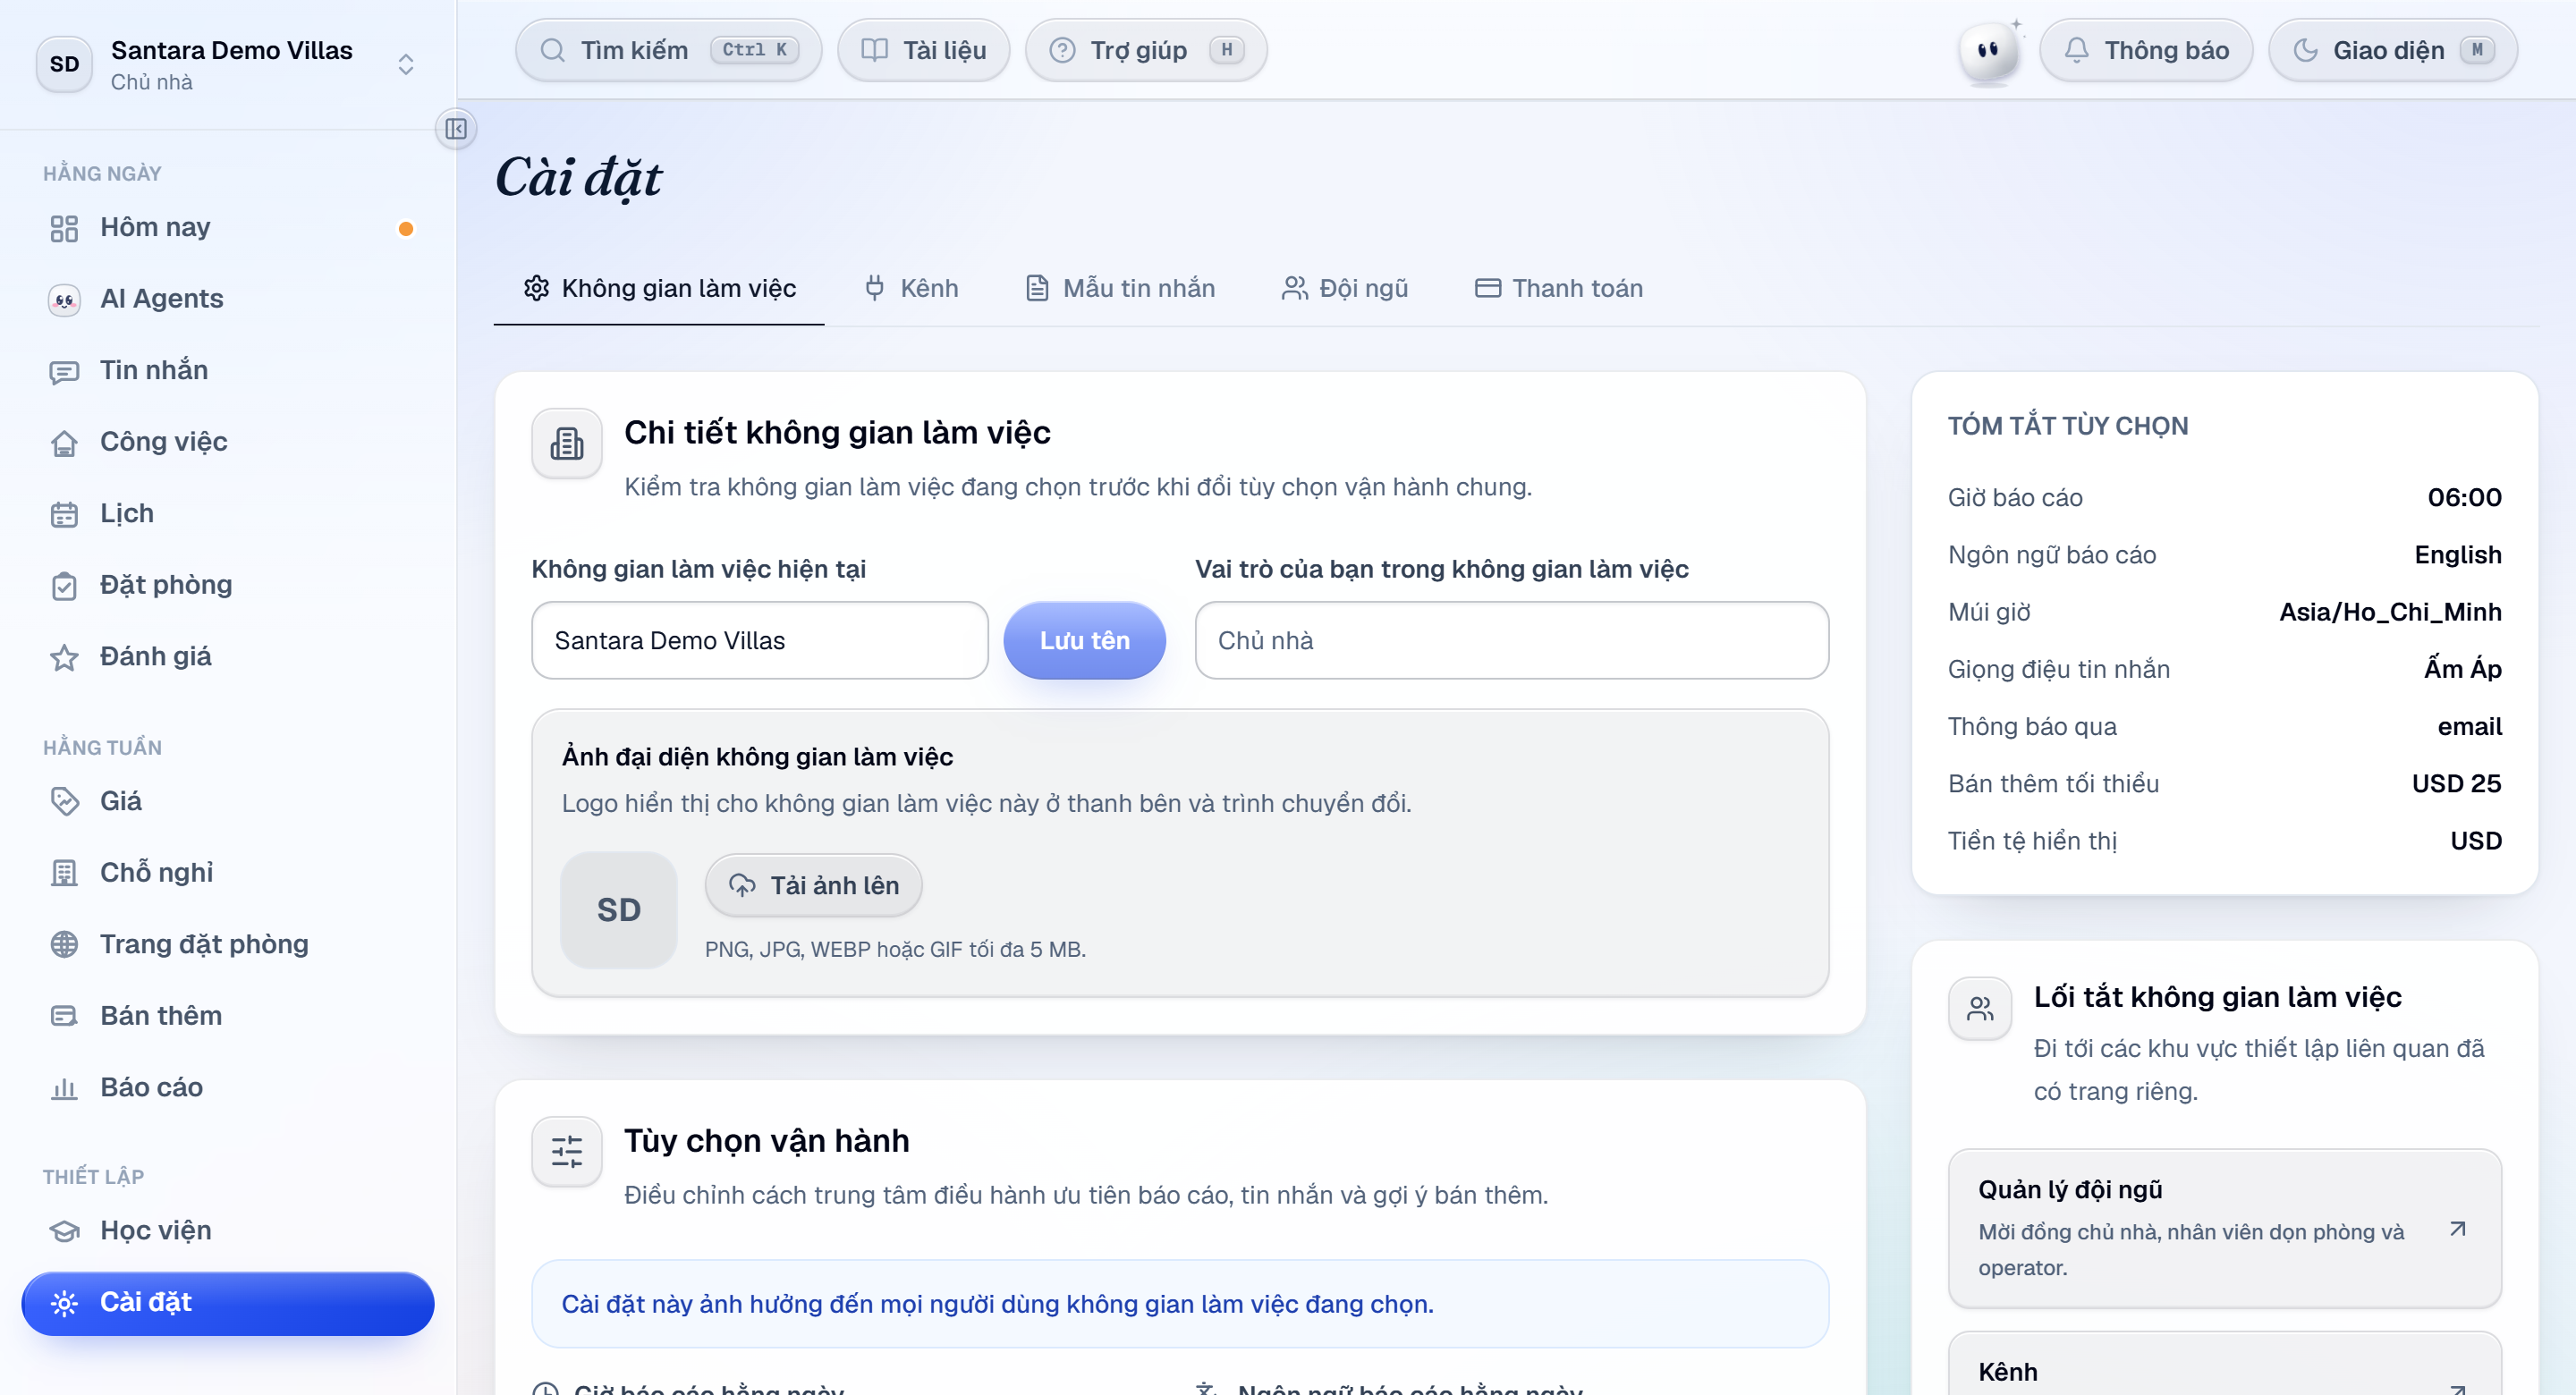 SD
Santara Demo Villas
Chủ nhà
HẰNG NGÀY
Hôm nay
AI Agents
Tin nhắn
Công việc
Lịch
Đặt phòng
Đánh giá
HẰNG TUẦN
Giá
Chỗ nghỉ
Trang đặt phòng
Bán thêm
Báo cáo
THIẾT LẬP
Học viện
Cài đặt
Tìm kiếm Ctrl K
Tài liệu
Trợ giúp H
Thông báo
Giao diện M
Cài đặt
Không gian làm việc
Kênh
Mẫu tin nhắn
Đội ngũ
Thanh toán
Chi tiết không gian làm việc
Kiểm tra không gian làm việc đang chọn trước khi đổi tùy chọn vận hành chung.
Không gian làm việc hiện tại
Santara Demo Villas
Lưu tên
Vai trò của bạn trong không gian làm việc
Chủ nhà
Ảnh đại diện không gian làm việc
Logo hiển thị cho không gian làm việc này ở thanh bên và trình chuyển đổi.
SD
Tải ảnh lên
PNG, JPG, WEBP hoặc GIF tối đa 5 MB.
Tùy chọn vận hành
Điều chỉnh cách trung tâm điều hành ưu tiên báo cáo, tin nhắn và gợi ý bán thêm.
Cài đặt này ảnh hưởng đến mọi người dùng không gian làm việc đang chọn.
Giờ báo cáo hằng ngày
Ngôn ngữ báo cáo hằng ngày
TÓM TẮT TÙY CHỌN
Giờ báo cáo 06:00
Ngôn ngữ báo cáo English
Múi giờ Asia/Ho_Chi_Minh
Giọng điệu tin nhắn Ấm Áp
Thông báo qua email
Bán thêm tối thiểu USD 25
Tiền tệ hiển thị USD
Lối tắt không gian làm việc
Đi tới các khu vực thiết lập liên quan đã
có trang riêng.
Quản lý đội ngũ
Mời đồng chủ nhà, nhân viên dọn phòng và
operator.
Kênh